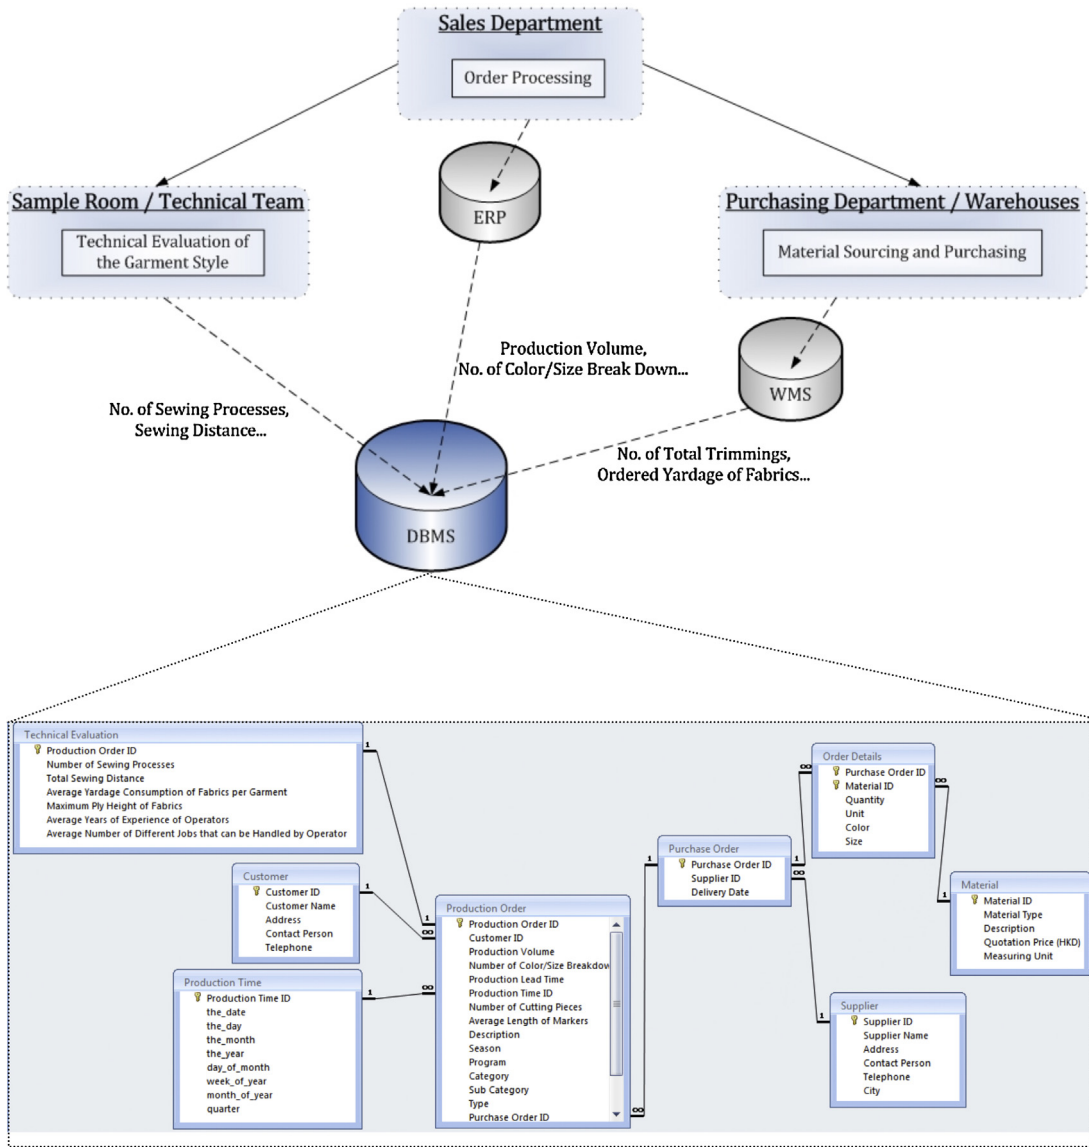 Sales Department
Order Processing
Sample Room / Technical Team
Technical Evaluation of
the Garment Style
ERP
Purchasing Department / Warehouses
Material Sourcing and Purchasing
Production Volume,
No. of Color/Size Break Down...
WMS
No. of Sewing Processes,
Sewing Distance...
No. of Total Trimmings,
Ordered Yardage of Fabrics...
DBMS
Technical Evaluation
Production Order ID
Number of Sewing Processes
Total Sewing Distance
Average Yardage Consumption of Fabrics per Garment
Maximum Ply Height of Fabrics
Average Years of Experience of Operators
Average Number of Different Jobs that can be Handled by Operator
1
1
Customer
Customer ID
Customer Name
Address
Contact Person
Telephone
1
∞
Production Time
Production Time ID
the_date
the_day
the_month
the_year
day_of_month
week_of_year
month_of_year
quarter
1
∞
Production Order
Production Order ID
Customer ID
Production Volume
Number of Color/Size Breakdow
Production Lead Time
Production Time ID
Number of Cutting Pieces
Average Length of Markers
Description
Season
Program
Category
Sub Category
Type
Purchase Order ID
∞
1
Purchase Order
Purchase Order ID
Supplier ID
Delivery Date
1
∞
Order Details
Purchase Order ID
Material ID
Quantity
Unit
Color
Size
∞
∞
1
Material
Material ID
Material Type
Description
Quotation Price (HKD)
Measuring Unit
1
Supplier
Supplier ID
Supplier Name
Address
Contact Person
Telephone
City